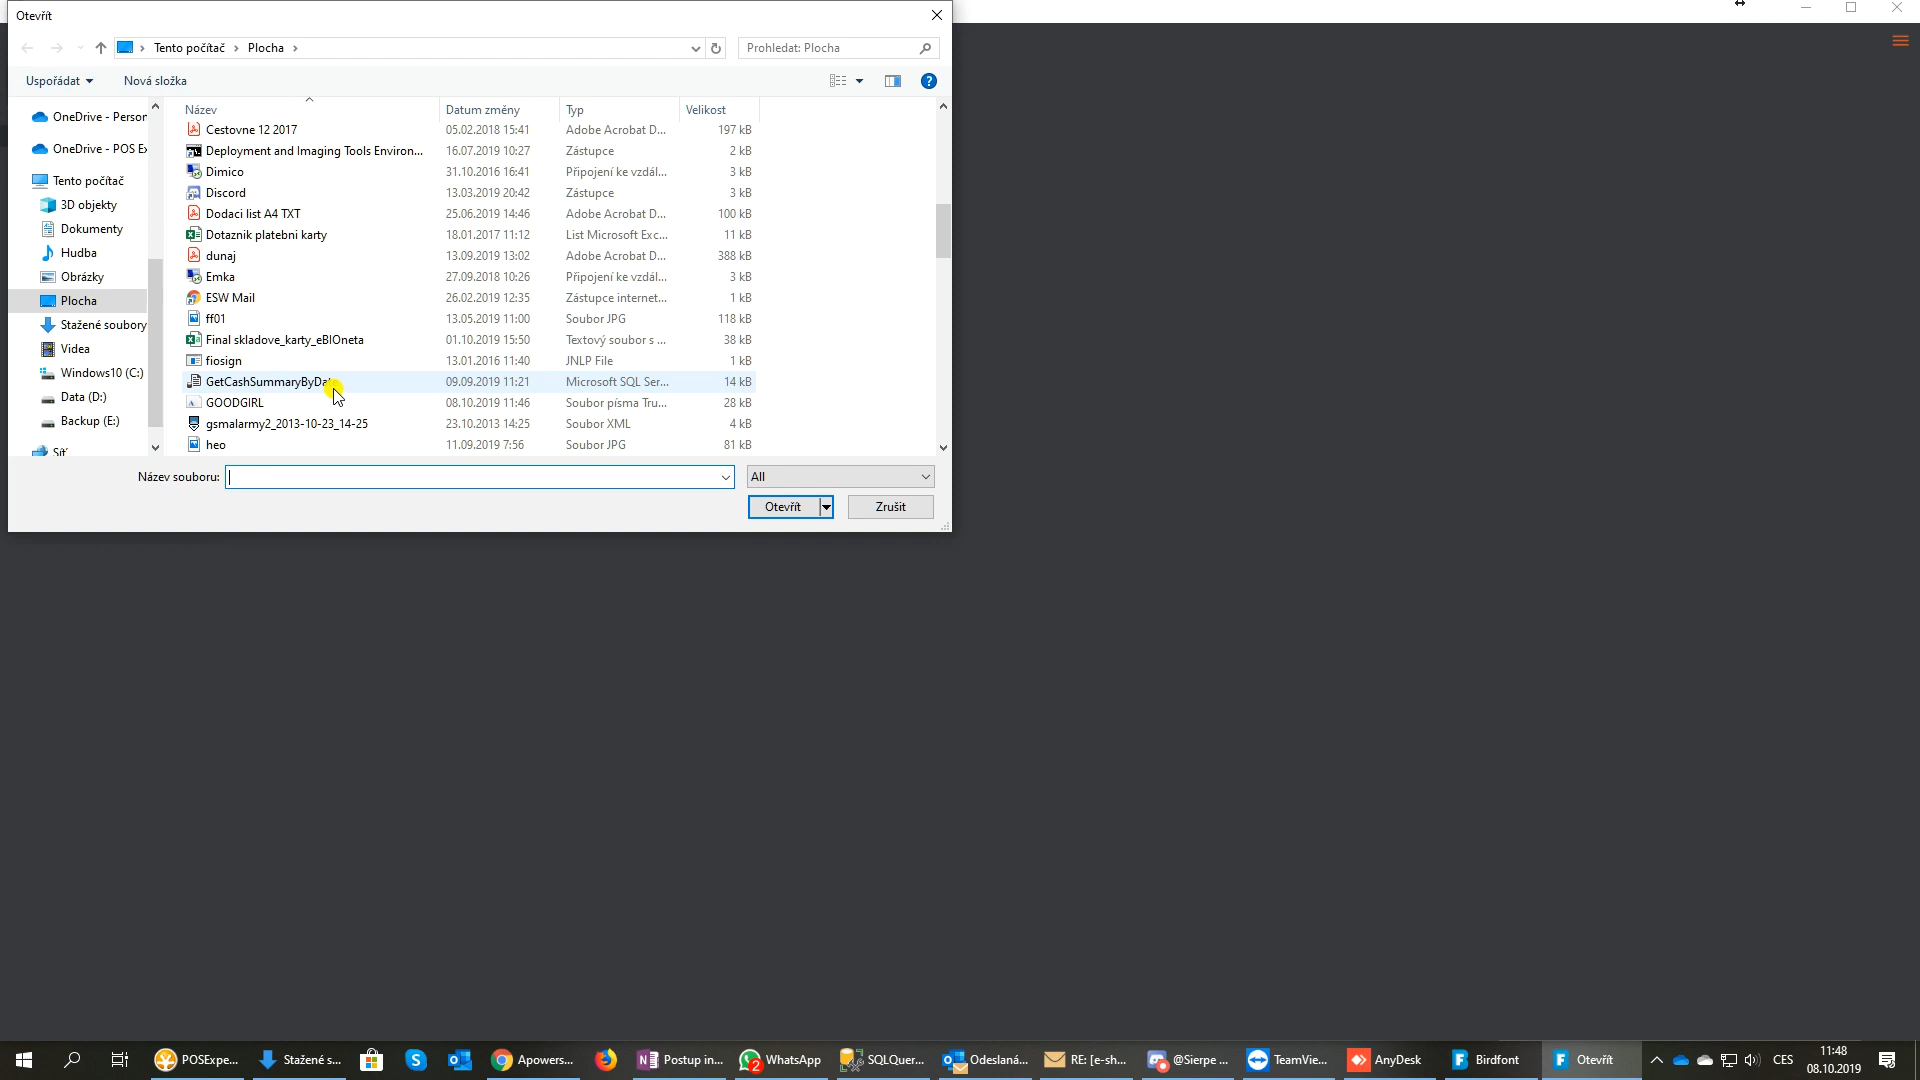 Otevřít
Tento počítač
Plocha
Prohledat: Plocha
Uspořádat
Nová složka
Název
Datum změny
Typ
Velikost
OneDrive - Person
OneDrive - POS Ex
Tento počítač
3D objekty
Dokumenty
Hudba
Obrázky
Plocha
Stažené soubory
Videa
Windows10 (C:)
Data (D:)
Backup (E:)
Síť
Cestovne 12 2017 05.02.2018 15:41 Adobe Acrobat D... 197 kB
Deployment and Imaging Tools Environ... 16.07.2019 10:27 Zástupce 2 kB
Dimico 31.10.2016 16:41 Připojení ke vzdál... 3 kB
Discord 13.03.2019 20:42 Zástupce 3 kB
Dodaci list A4 TXT 25.06.2019 14:46 Adobe Acrobat D... 100 kB
Dotaznik platebni karty 18.01.2017 11:12 List Microsoft Exc... 11 kB
dunaj 13.09.2019 13:02 Adobe Acrobat D... 388 kB
Emka 27.09.2018 10:26 Připojení ke vzdál... 3 kB
ESW Mail 26.02.2019 12:35 Zástupce internet... 1 kB
ff01 13.05.2019 11:00 Soubor JPG 118 kB
Final skladove_karty_eBIOneta 01.10.2019 15:50 Textový soubor s ... 38 kB
fiosign 13.01.2016 11:40 JNLP File 1 kB
GetCashSummaryByDa 09.09.2019 11:21 Microsoft SQL Ser... 14 kB
GOODGIRL 08.10.2019 11:46 Soubor písma Tru... 28 kB
gsmalarmy2_2013-10-23_14-25 23.10.2013 14:25 Soubor XML 4 kB
heo 11.09.2019 7:56 Soubor JPG 81 kB
Název souboru:
All
Otevřít
Zrušit
POSExpe...
Stažené s...
Apowers...
Postup in...
2
WhatsApp
SQLQuer...
Odeslaná...
RE: [e-sh...
@Sierpe ...
TeamVie...
AnyDesk
Birdfont
Otevřít
CES
11:48
08.10.2019